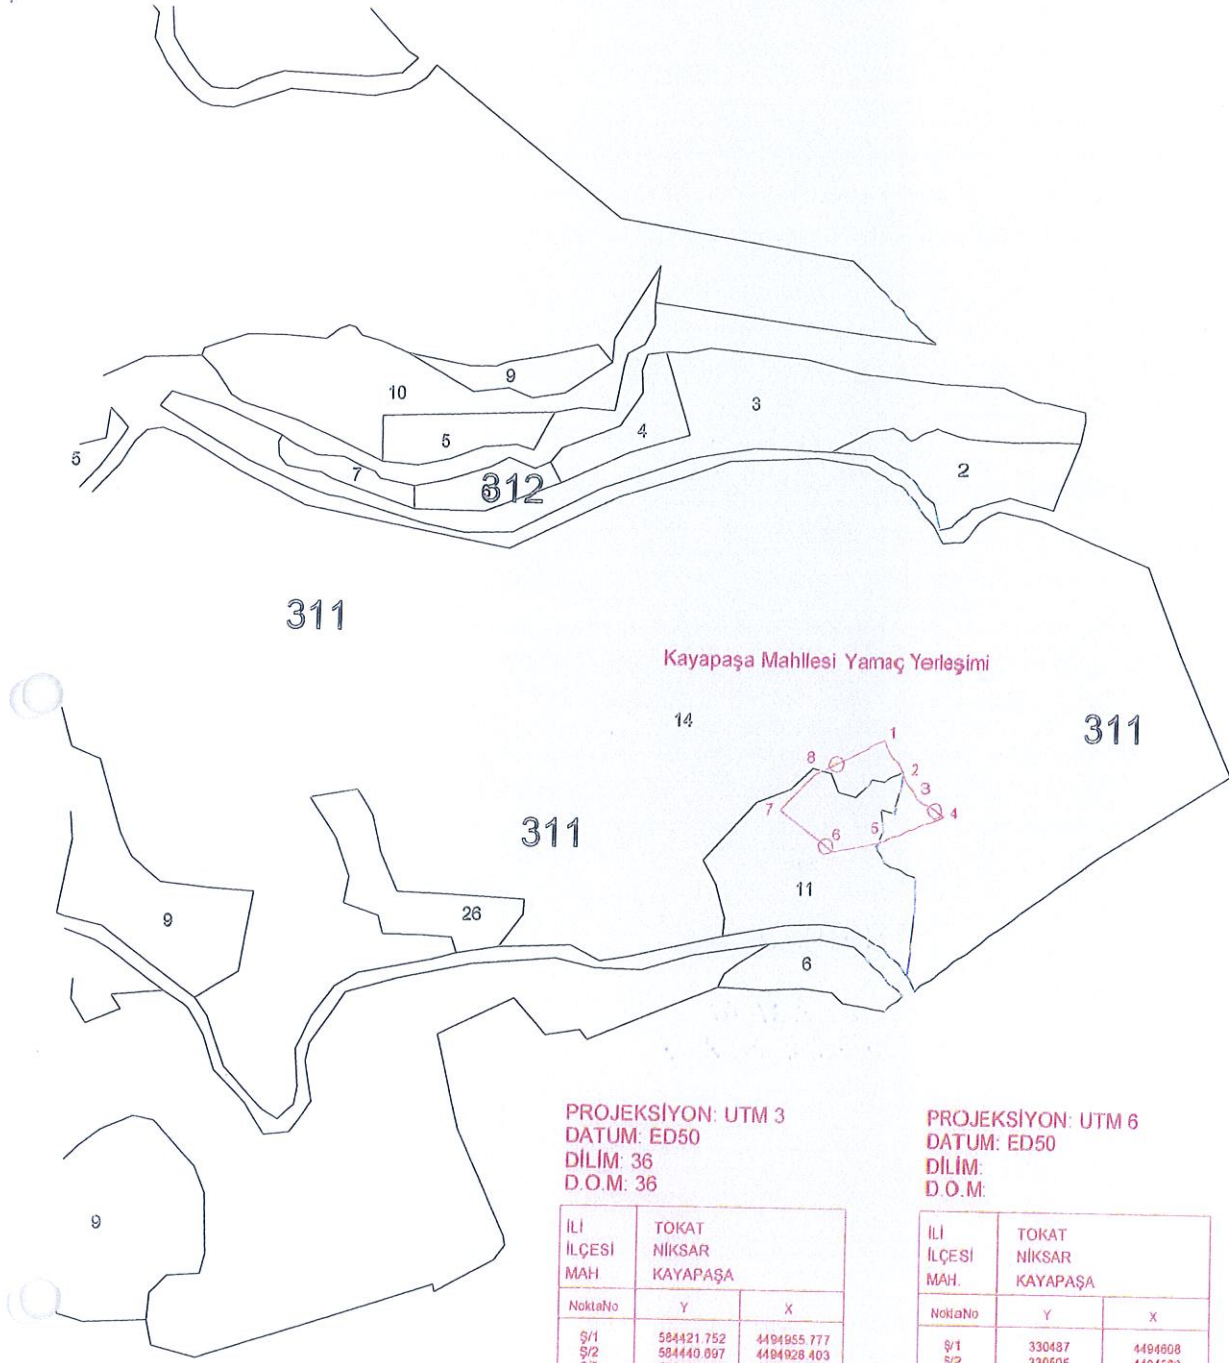 9
10
3
5
4
5
7
312
2
311
Kayapaşa Mahllesi Yamaç Yerleşimi
14
311
1
8
2
3
7
4
5
6
311
11
9
26
6
9
PROJEKSİYON: UTM 3
DATUM: ED50
DİLİM: 36
D.O.M: 36
İLİ TOKAT
İLÇESİ NİKSAR
MAH KAYAPAŞA
NoktaNo Y X
Ş/1 584421.752 4494955.777
Ş/2 584440.697 4494928.403
PROJEKSİYON: UTM 6
DATUM: ED50
DİLİM:
D.O.M:
İLİ TOKAT
İLÇESİ NİKSAR
MAH. KAYAPAŞA
NoktaNo Y X
Ş/1 330487 4494608